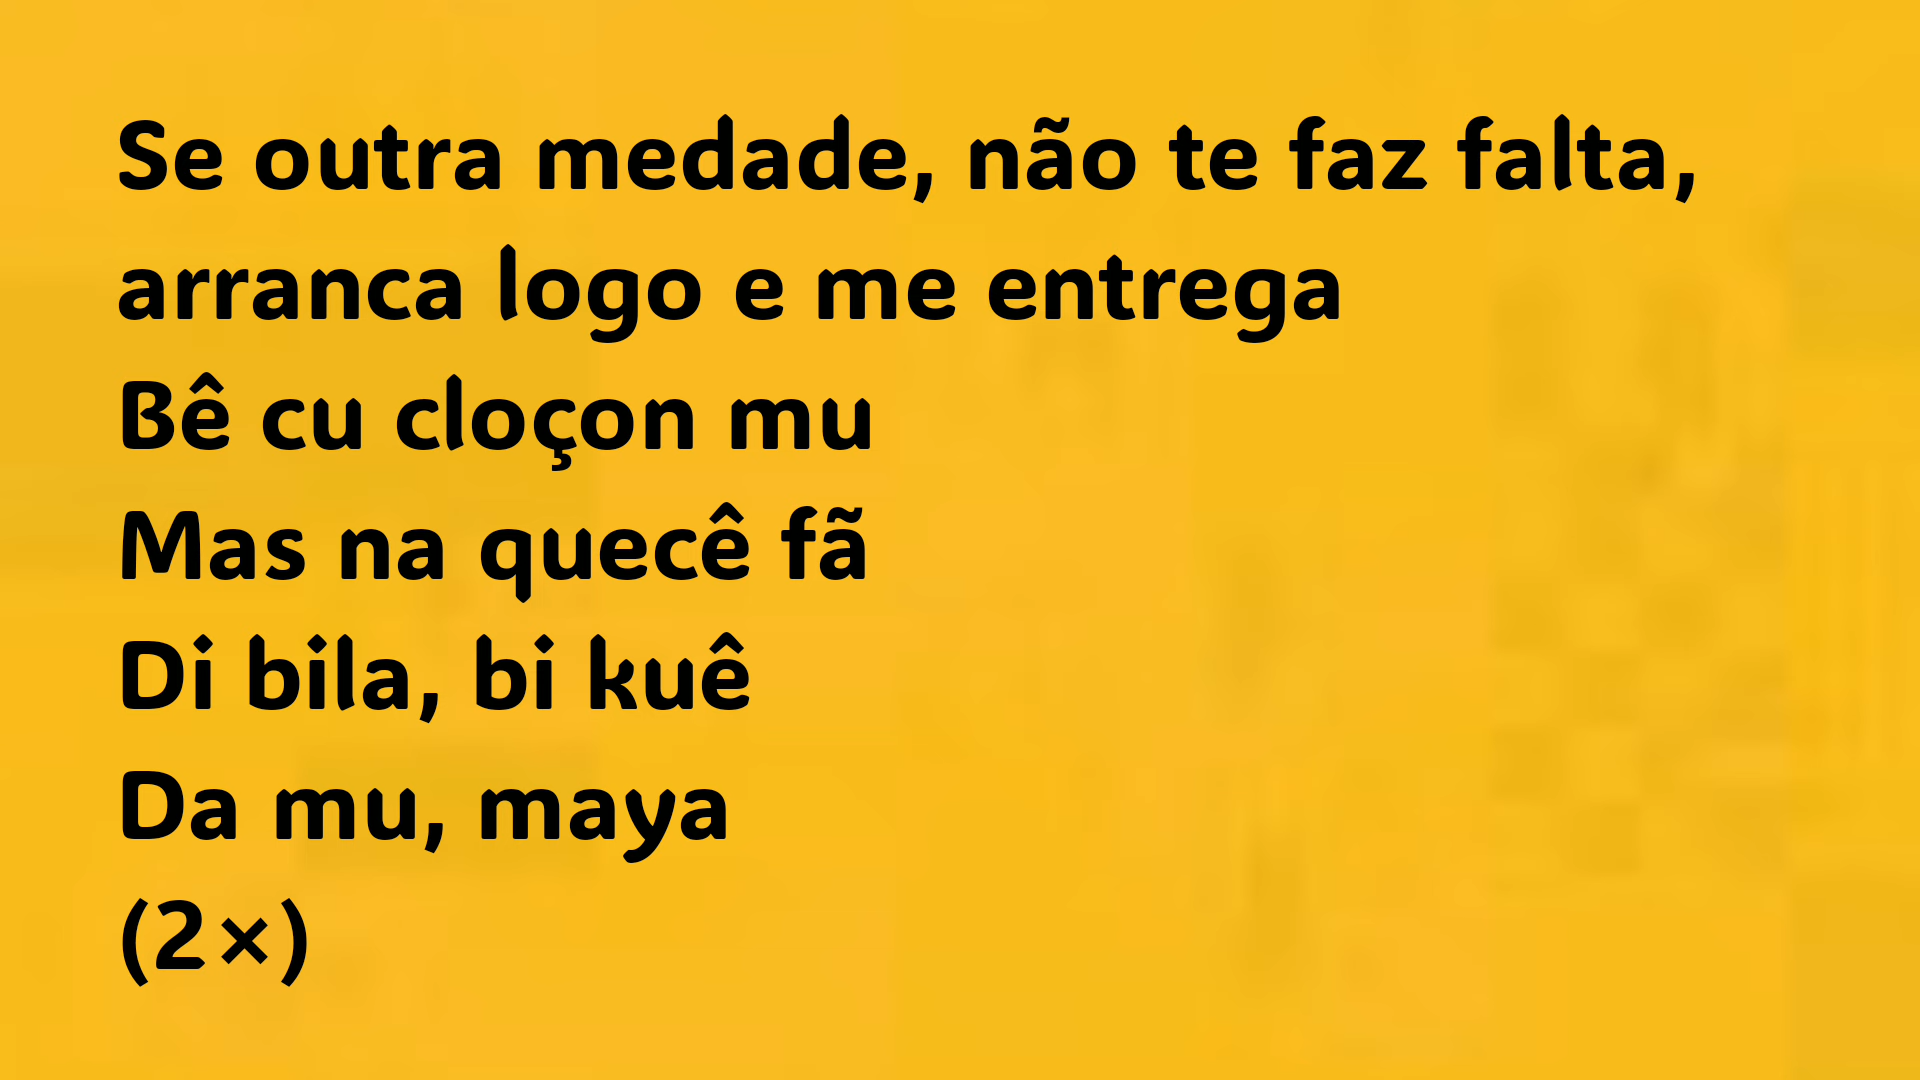 Se outra medade, não te faz falta,
arranca logo e me entrega
Bê cu cloçon mu
Mas na quecê fã
Di bila, bi kuê
Da mu, maya
(2×)